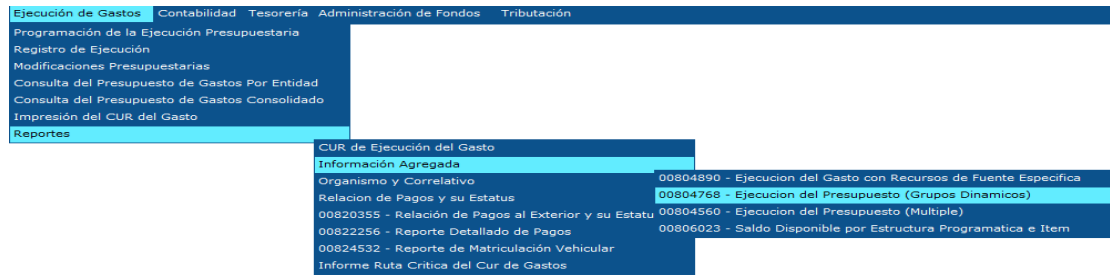 Ejecución de Gastos Contabilidad Tesorería Administración de Fondos Tributación
Programación de la Ejecución Presupuestaria
Registro de Ejecución
Modificaciones Presupuestarias
Consulta del Presupuesto de Gastos Por Entidad
Consulta del Presupuesto de Gastos Consolidado
Impresión del CUR del Gasto
Reportes
CUR de Ejecución del Gasto
Información Agregada
Organismo y Correlativo
Relacion de Pagos y su Estatus
00820355 - Relación de Pagos al Exterior y su Estatu
00822256 - Reporte Detallado de Pagos
00824532 - Reporte de Matriculación Vehicular
Informe Ruta Critica del Cur de Gastos
00804890 - Ejecucion del Gasto con Recursos de Fuente Especifica
00804768 - Ejecucion del Presupuesto (Grupos Dinamicos)
00804560 - Ejecucion del Presupuesto (Multiple)
00806023 - Saldo Disponible por Estructura Programatica e Item